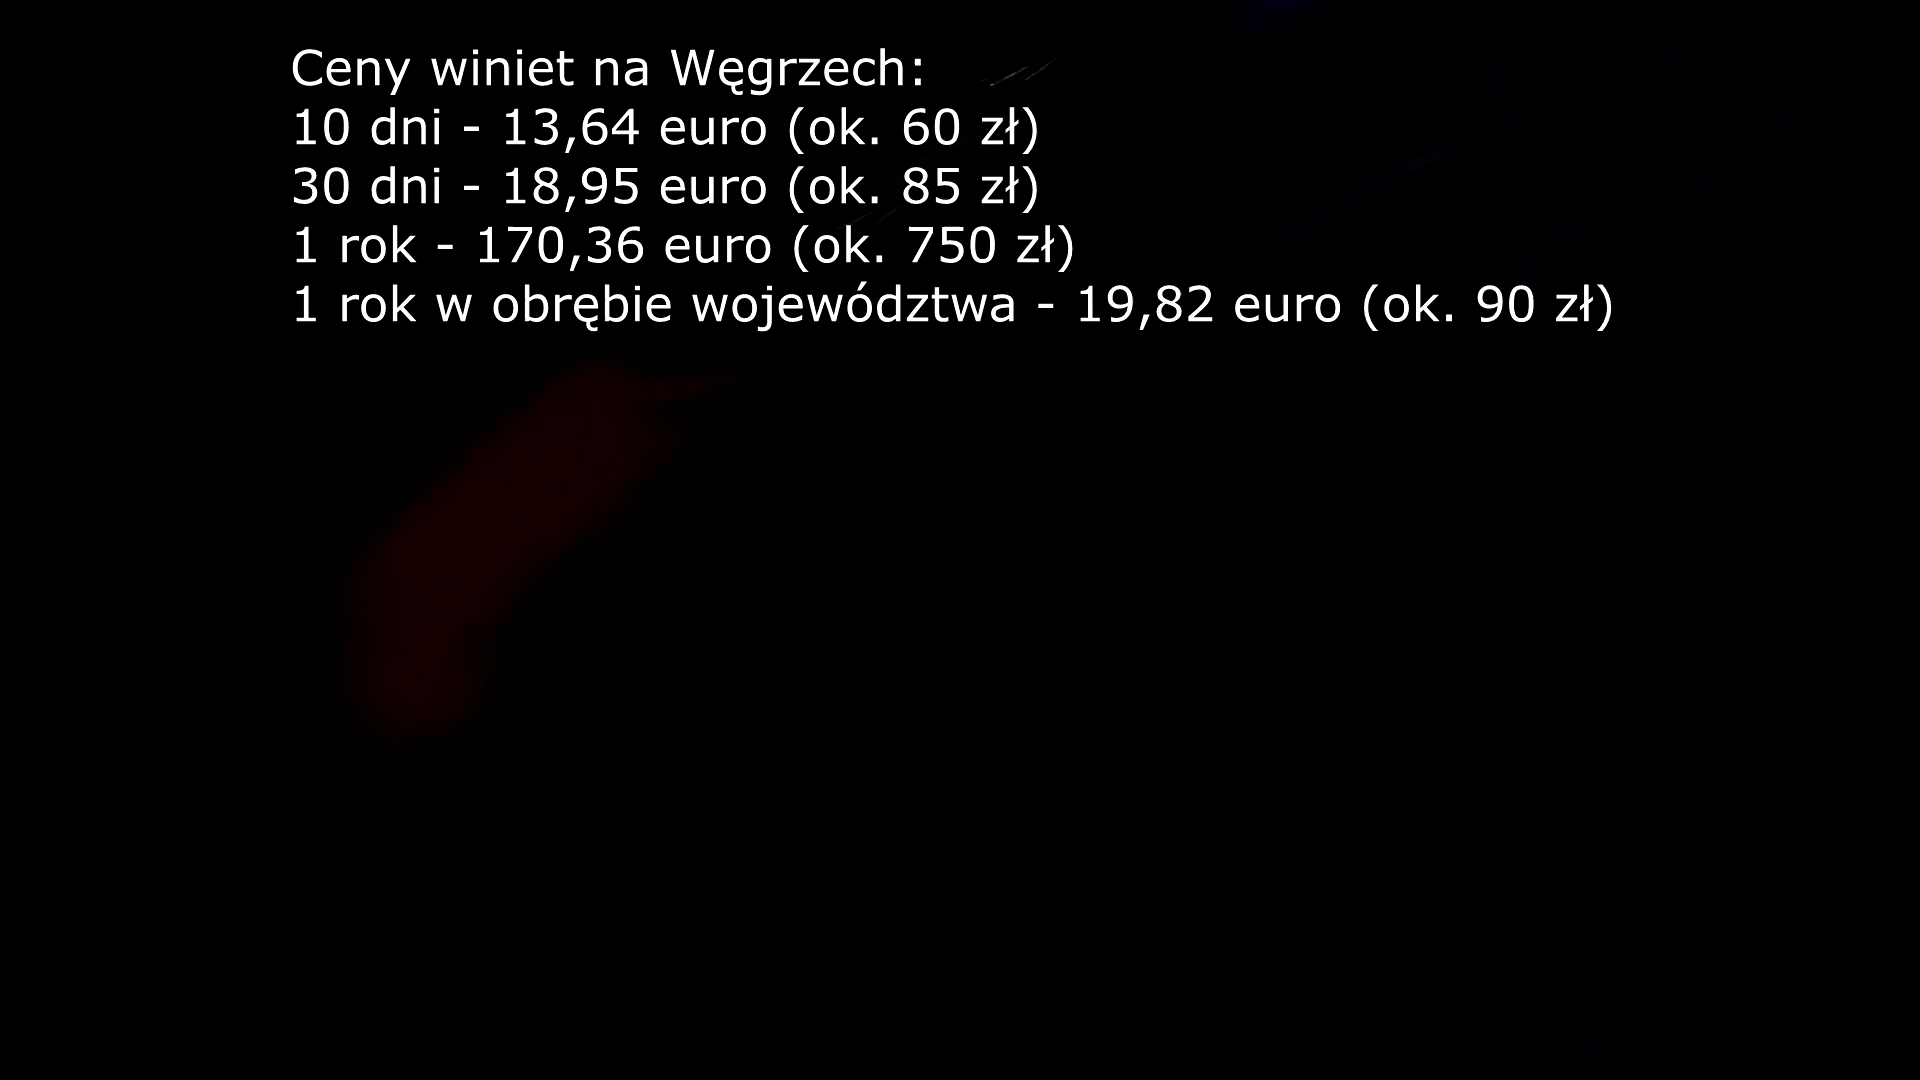 Ceny winiet na Węgrzech:
10 dni - 13,64 euro (ok. 60 zł)
30 dni - 18,95 euro (ok. 85 zł)
1 rok - 170,36 euro (ok. 750 zł)
1 rok w obrębie województwa - 19,82 euro (ok. 90 zł)